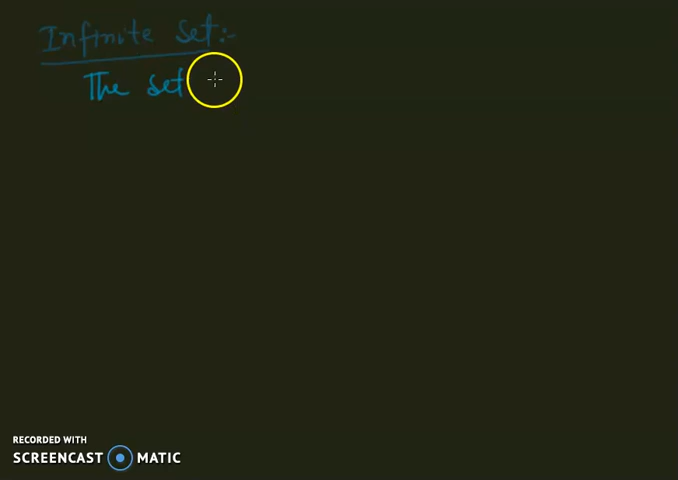 Infinite Set:-
The set
RECORDED WITH
SCREENCAST MATIC